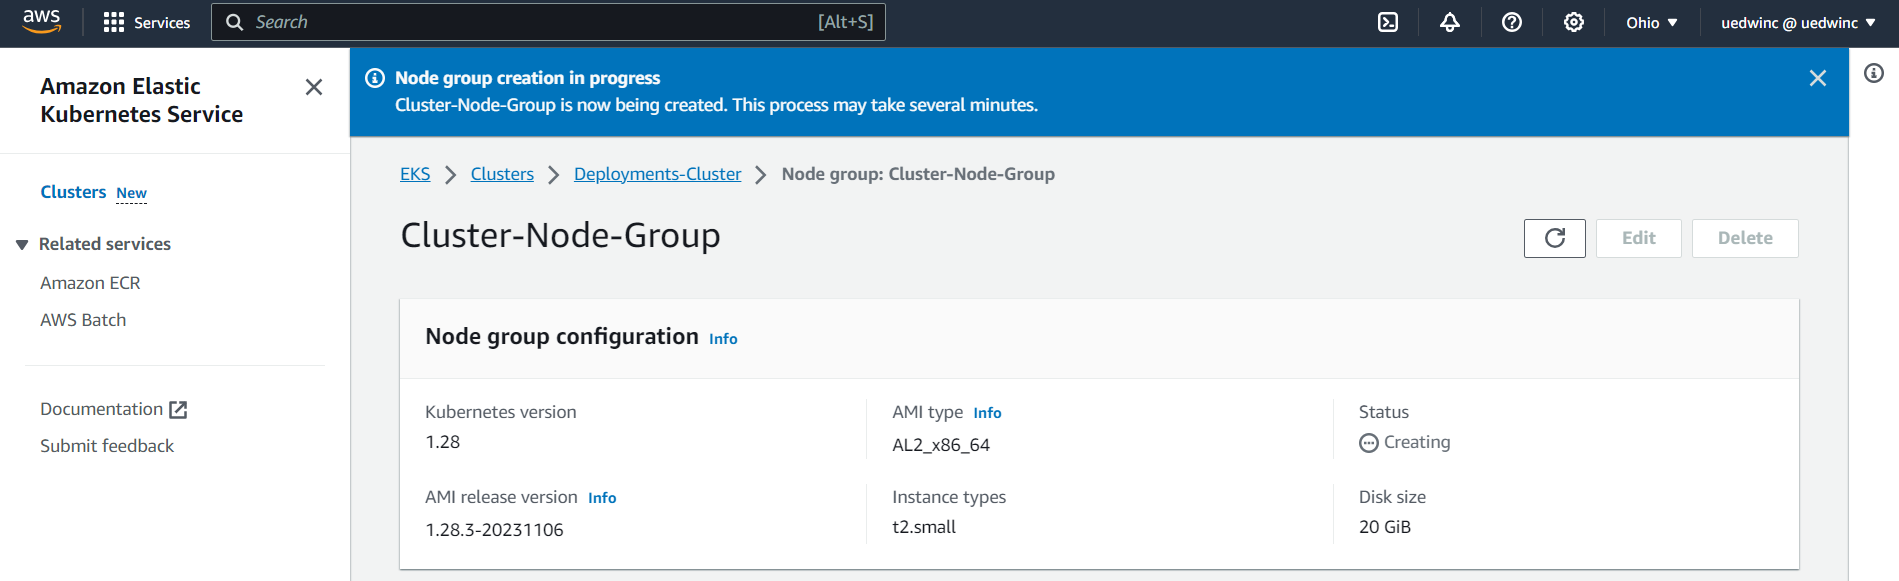 aws
Services
Search
[Alt+S]
Ohio
uedwinc @ uedwinc
Amazon Elastic
Kubernetes Service
Clusters New
Related services
Amazon ECR
AWS Batch
Documentation
Submit feedback
Node group creation in progress
Cluster-Node-Group is now being created. This process may take several minutes.
EKS
Clusters
Deployments-Cluster
Node group: Cluster-Node-Group
Cluster-Node-Group
Edit
Delete
Node group configuration Info
Kubernetes version
1.28
AMI type Info
AL2_x86_64
Status
Creating
AMI release version Info
1.28.3-20231106
Instance types
t2.small
Disk size
20 GiB